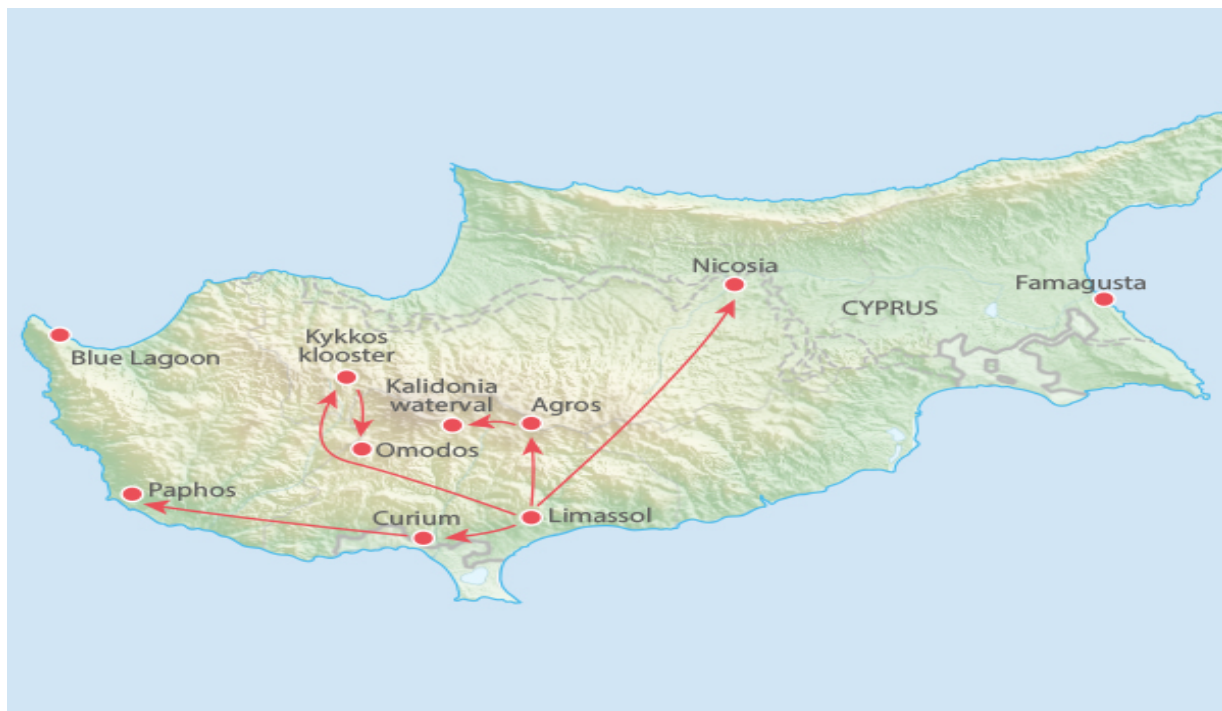 Nicosia
Famagusta
CYPRUS
Kykkos
klooster
Blue Lagoon
Kalidonia
waterval
Agros
Omodos
Paphos
Curium
Limassol